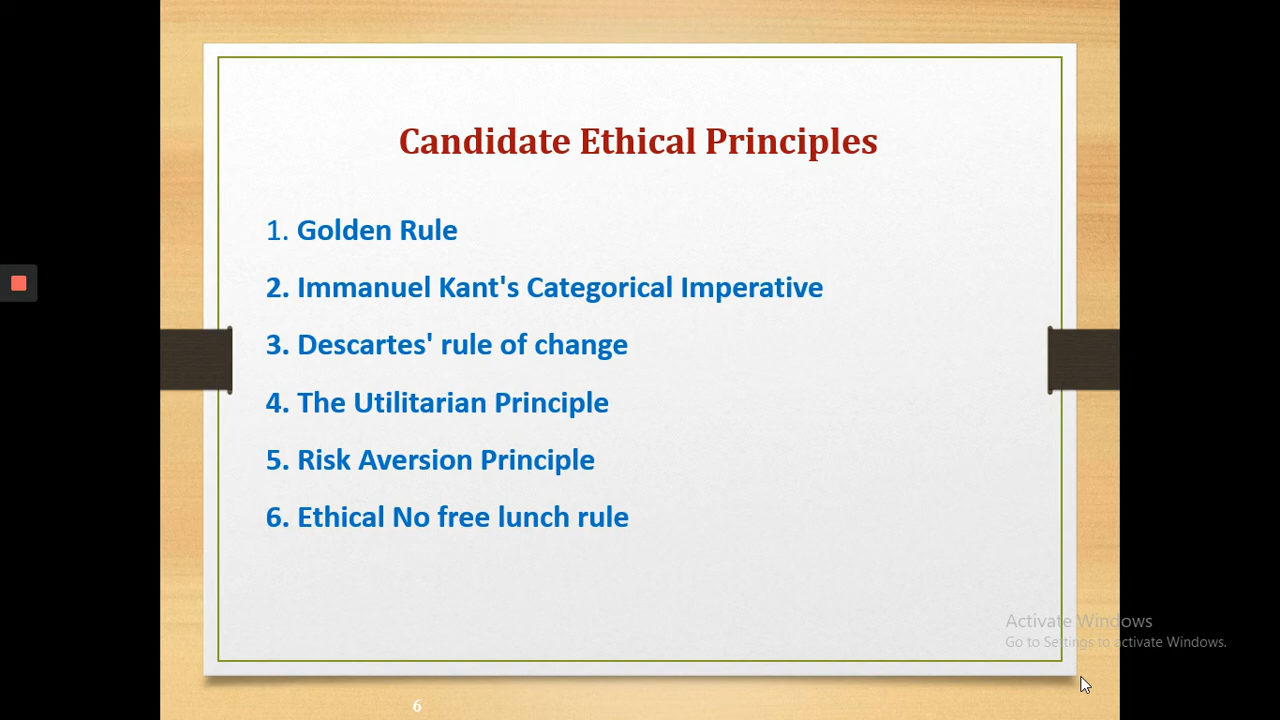 Candidate Ethical Principles
1. Golden Rule
2. Immanuel Kant's Categorical Imperative
3. Descartes' rule of change
4. The Utilitarian Principle
5. Risk Aversion Principle
6. Ethical No free lunch rule
Activate Windows
Go to Settings to activate Windows.
6